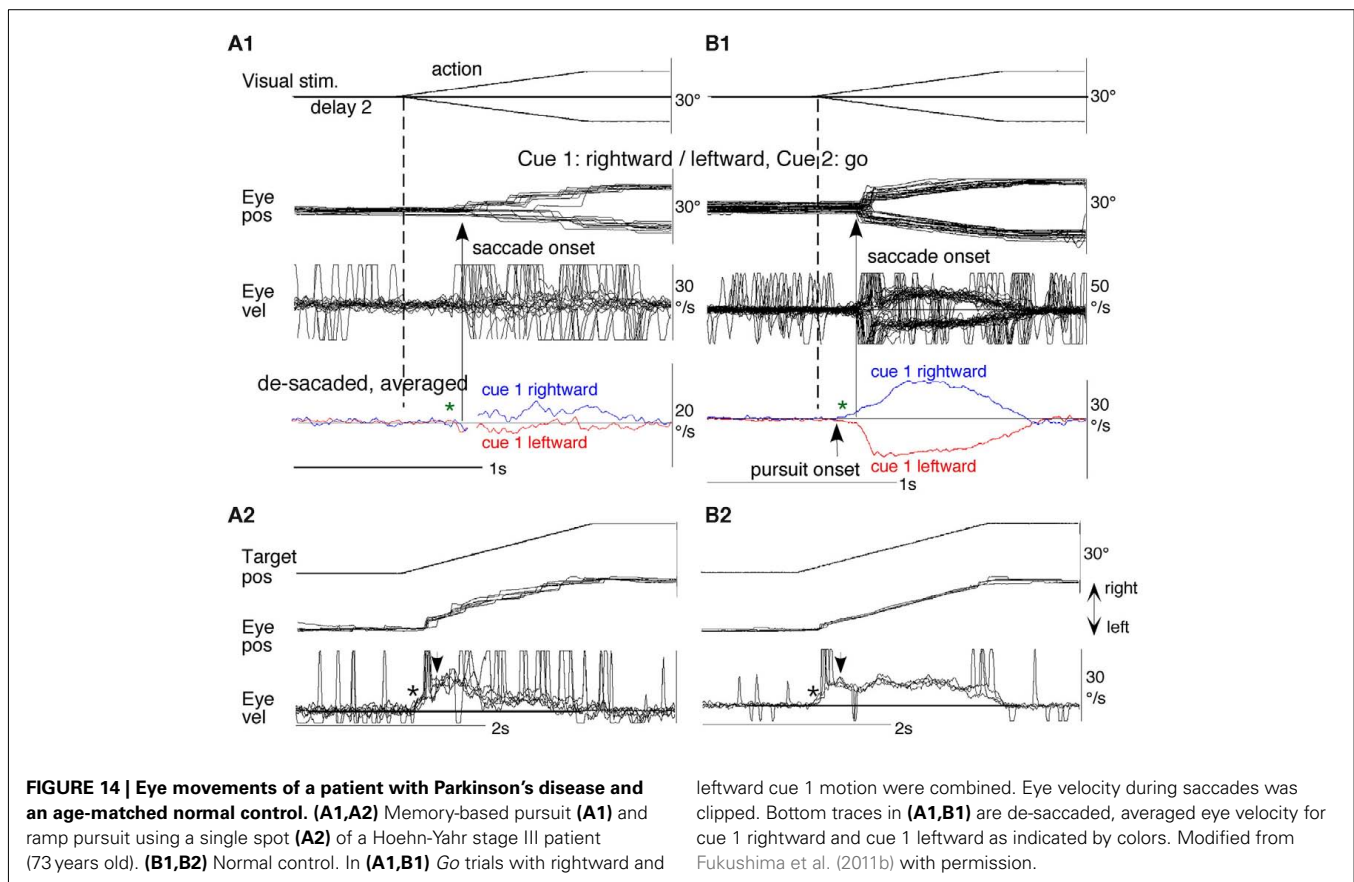 A1
B1
Visual stim.
action
delay 2
30°
30°
Cue 1: rightward / leftward, Cue 2: go
Eye
pos
30°
30°
saccade onset
saccade onset
Eye
vel
30
°/s
50
°/s
de-sacaded, averaged
*
cue 1 rightward
cue 1 leftward
20
°/s
*
cue 1 rightward
cue 1 leftward
30
°/s
pursuit onset
1s
1s
A2
B2
Target
pos
30°
Eye
pos
right
left
Eye
vel
*
*
30
°/s
2s
2s
FIGURE 14 | Eye movements of a patient with Parkinson's disease and
an age-matched normal control. (A1,A2) Memory-based pursuit (A1) and
ramp pursuit using a single spot (A2) of a Hoehn-Yahr stage III patient
(73 years old). (B1,B2) Normal control. In (A1,B1) Go trials with rightward and
leftward cue 1 motion were combined. Eye velocity during saccades was
clipped. Bottom traces in (A1,B1) are de-saccaded, averaged eye velocity for
cue 1 rightward and cue 1 leftward as indicated by colors. Modified from
Fukushima et al. (2011b) with permission.